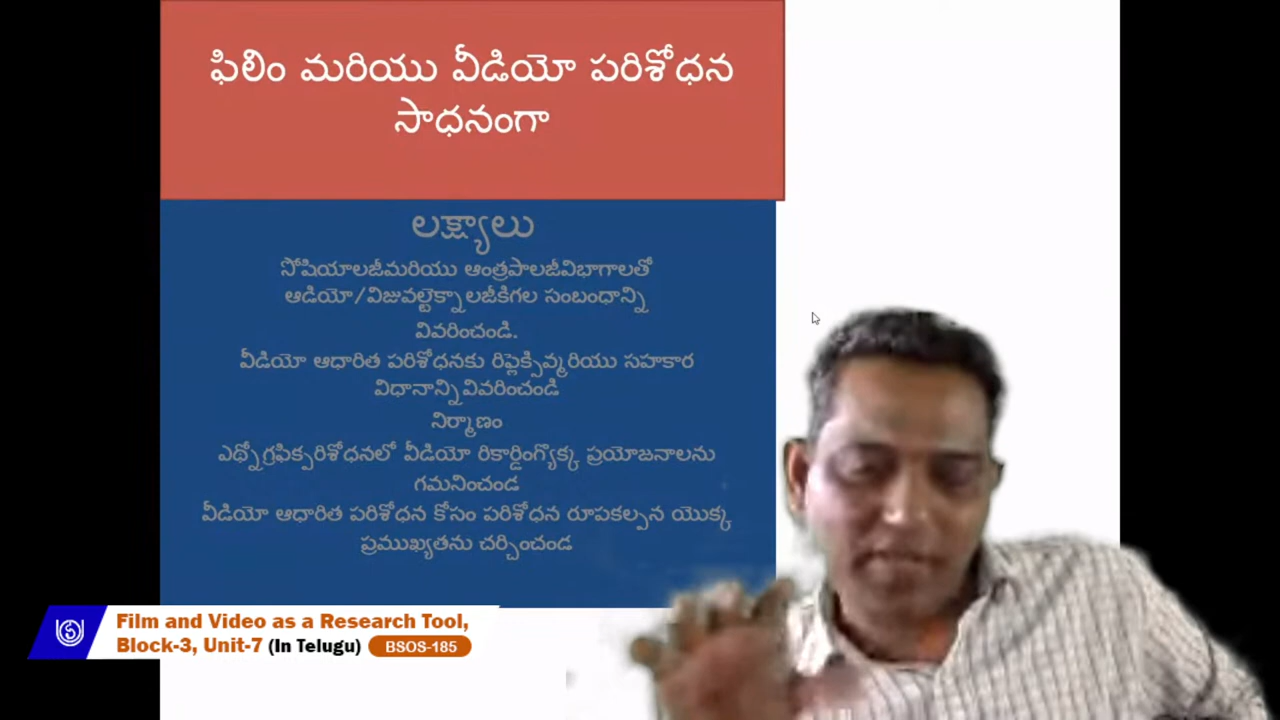 ఫిలిం మరియు వీడియో పరిశోధన
సాధనంగా
లక్ష్యాలు
సోషియాలజీమరియు ఆంత్రపాలజీవిభాగాలతో
ఆడియో/విజువల్టెక్నాలజీకిగల సంబంధాన్ని
వివరించండి.
వీడియో ఆధారిత పరిశోధనకు రిఫ్లెక్సివ్మరియు సహకార
విధానాన్నివివరించండి
నిర్మాణం
ఎథ్నోగ్రఫిక్పరిశోధనలో వీడియో రికార్డింగ్యొక్క ప్రయోజనాలను
గమనించండ
వీడియో ఆధారిత పరిశోధన కోసం పరిశోధన రూపకల్పన యొక్క
ప్రముఖ్యతను చర్చించండ
Film and Video as a Research Tool,
Block-3, Unit-7 (In Telugu) BSOS-185